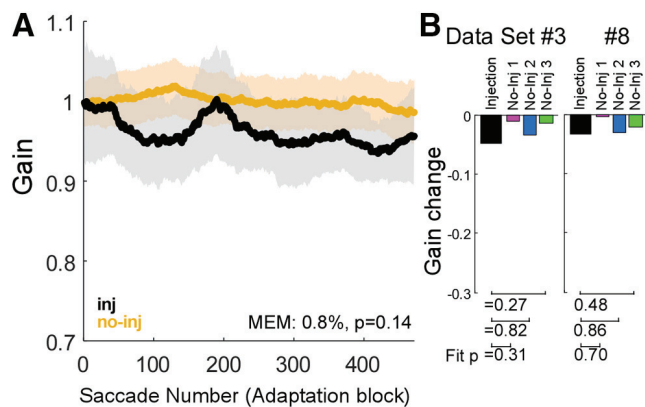 A
1.1
1
0.9
0.8
0.7
Gain
inj
no-inj
MEM: 0.8%, p=0.14
0 100 200 300 400
Saccade Number (Adaptation block)
B
Data Set #3 #8
Injection
No-Inj 1
No-Inj 2
No-Inj 3
Injection
No-Inj 1
No-Inj 2
No-Inj 3
0
-0.1
-0.2
-0.3
Gain change
=0.27 0.48
=0.82 0.86
Fit p =0.31 0.70